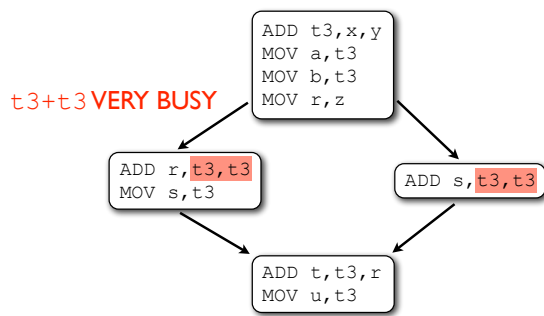 ADD t3,x,y
MOV a,t3
MOV b,t3
MOV r,z
t3+t3 VERY BUSY
ADD r,t3,t3
MOV s,t3
ADD s,t3,t3
ADD t,t3,r
MOV u,t3